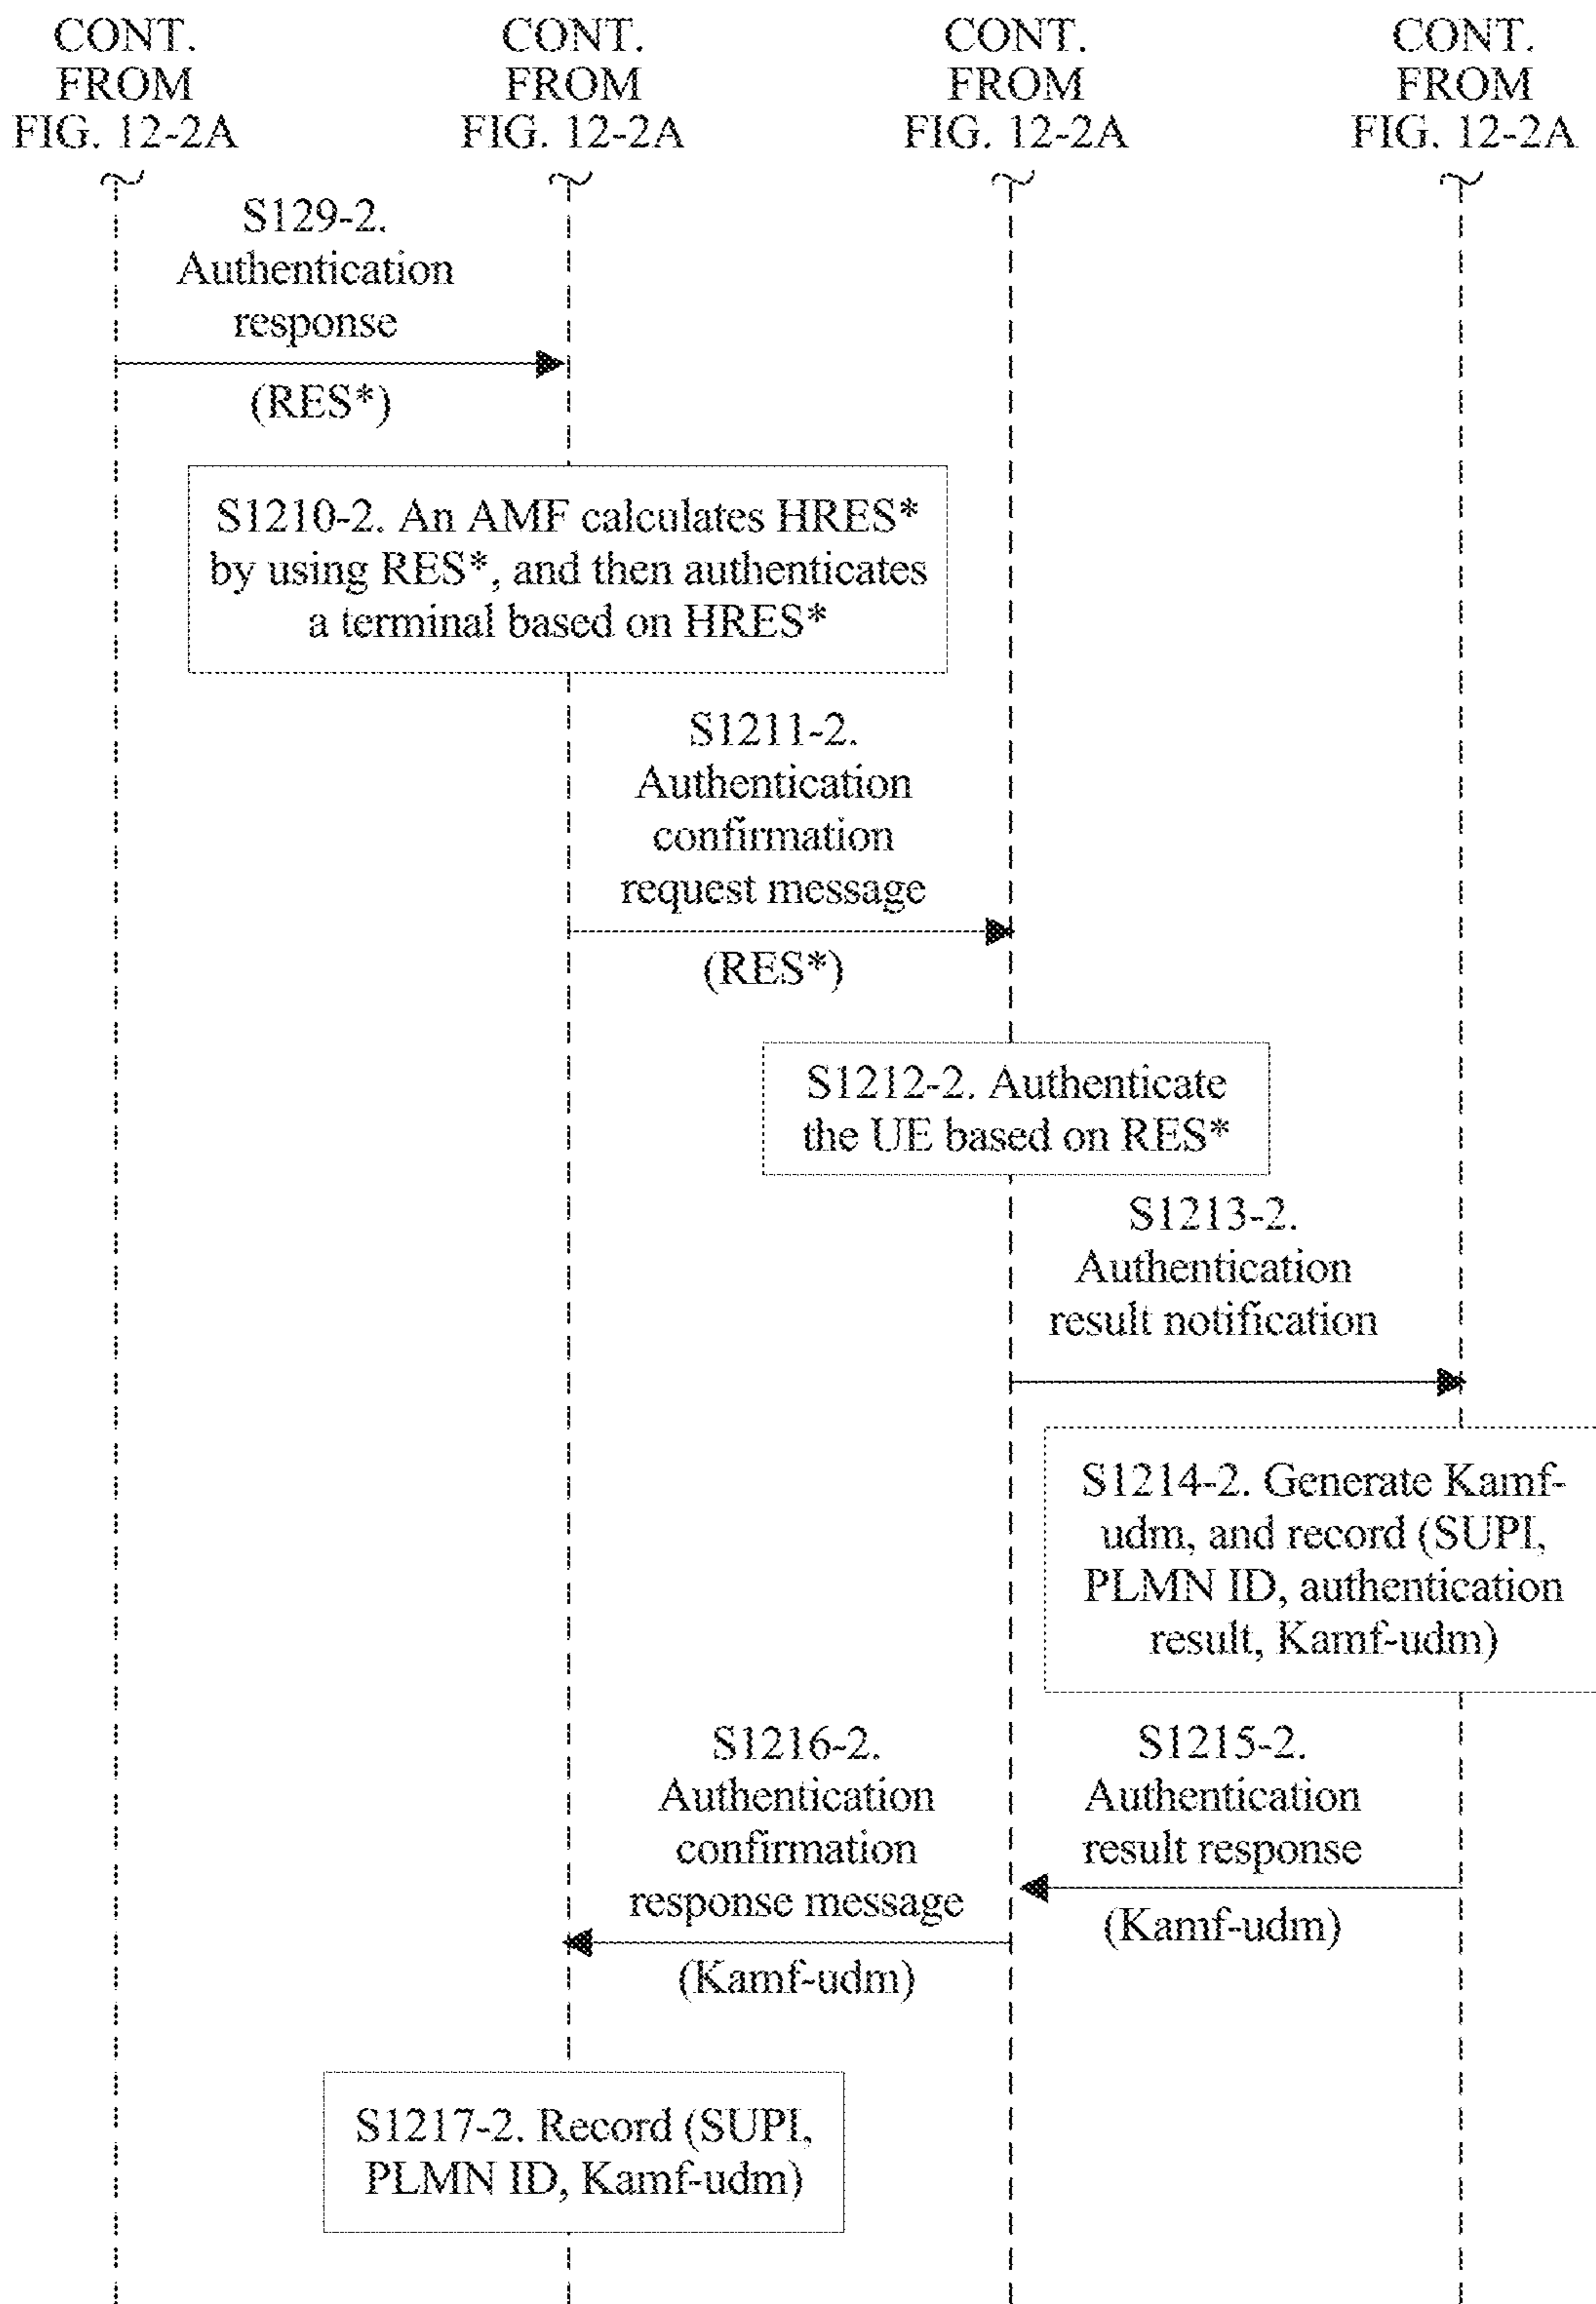 CONT.
FROM
FIG. 12-2A
CONT.
FROM
FIG. 12-2A
CONT.
FROM
FIG. 12-2A
CONT.
FROM
FIG. 12-2A
S129-2.
Authentication
response
(RES*)
S1210-2. An AMF calculates HRES*
by using RES*, and then authenticates
a terminal based on HRES*
S1211-2.
Authentication
confirmation
request message
(RES*)
S1212-2. Authenticate
the UE based on RES*
S1213-2.
Authentication
result notification
S1214-2. Generate Kamf-
udm, and record (SUPI,
PLMN ID, authentication
result, Kamf-udm)
S1215-2.
Authentication
result response
(Kamf-udm)
S1216-2.
Authentication
confirmation
response message
(Kamf-udm)
S1217-2. Record (SUPI,
PLMN ID, Kamf-udm)